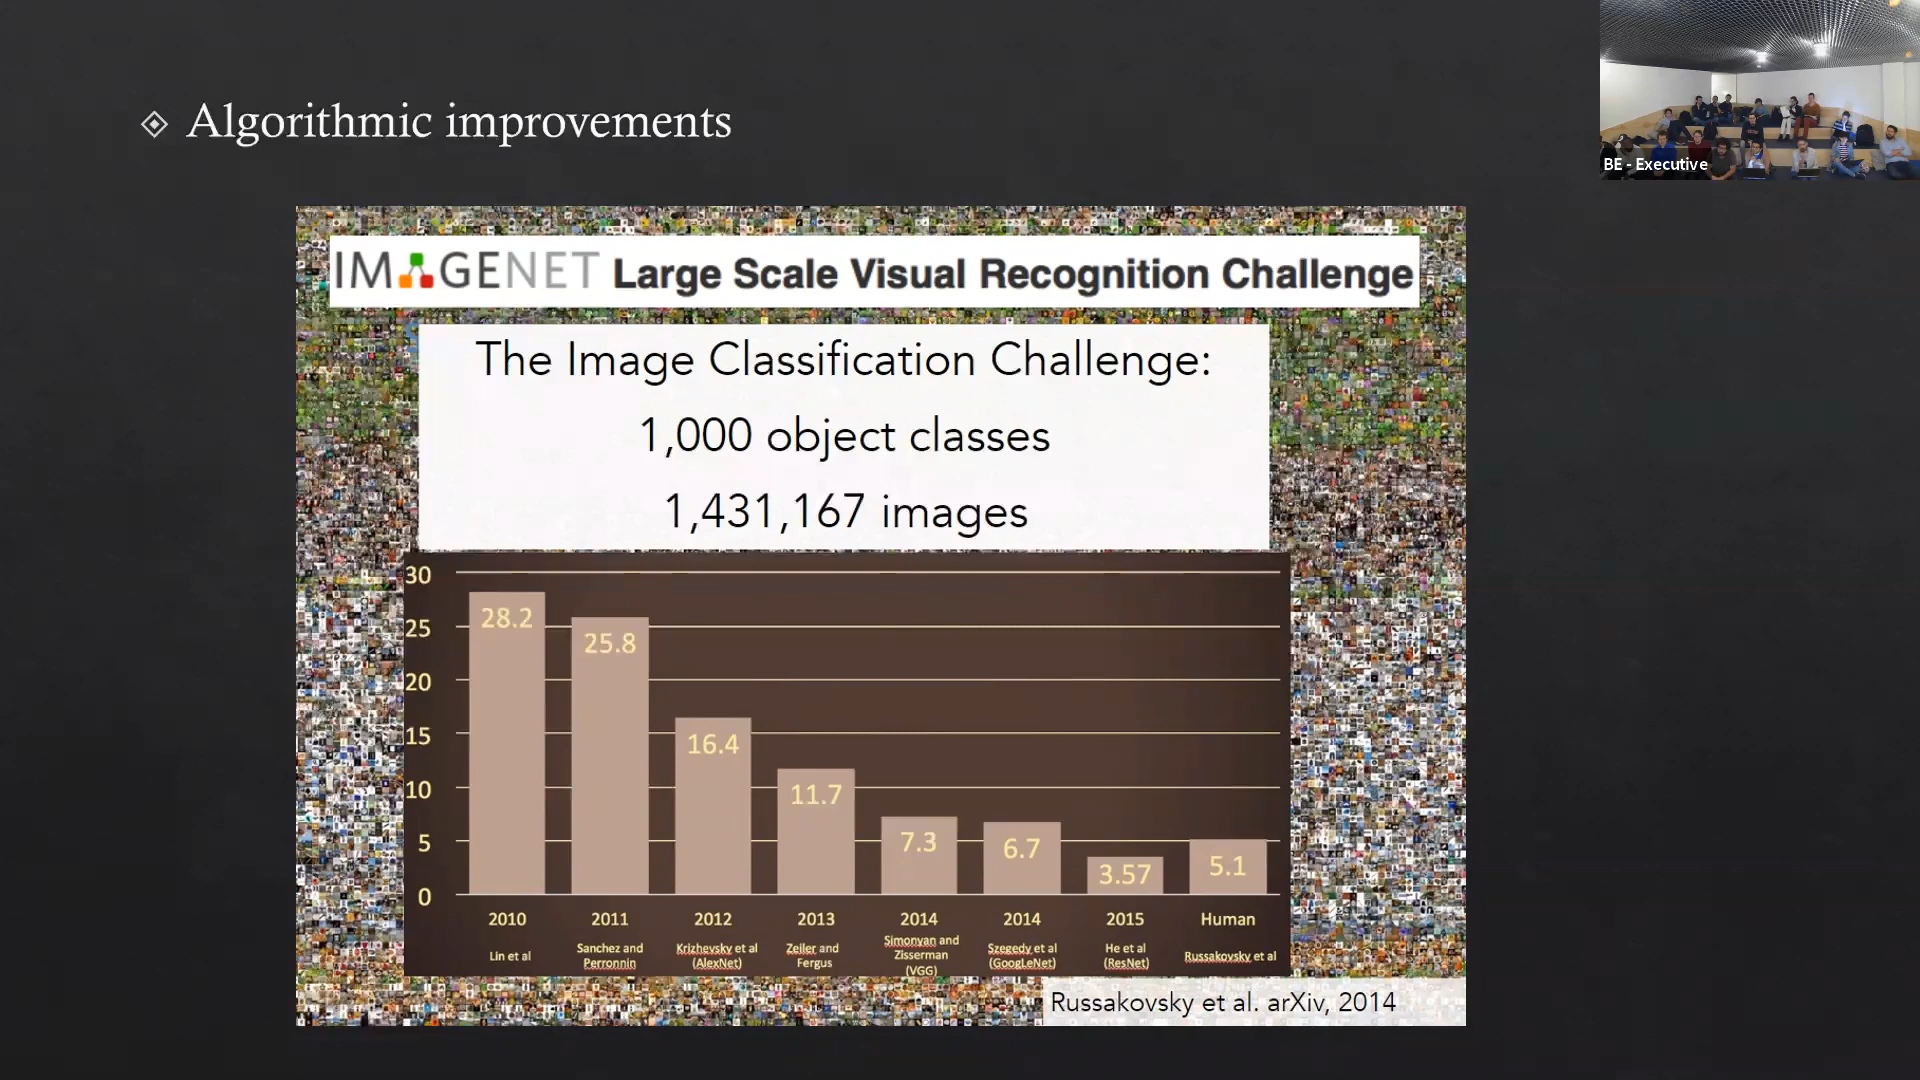 Algorithmic improvements
BE - Executive
IMAGENET Large Scale Visual Recognition Challenge
The Image Classification Challenge:
1,000 object classes
1,431,167 images
30
25
20
15
10
5
0
28.2
25.8
16.4
11.7
7.3
6.7
3.57
5.1
2010
Lin et al
2011
Sanchez and
Perronnin
2012
Krizhevsky et al
(AlexNet)
2013
Zeiler and
Fergus
2014
Simonyan and
Zisserman
(VGG)
2014
Szegedy et al
(GoogLeNet)
2015
He et al
(ResNet)
Human
Russakovsky et al
Russakovsky et al. arXiv, 2014